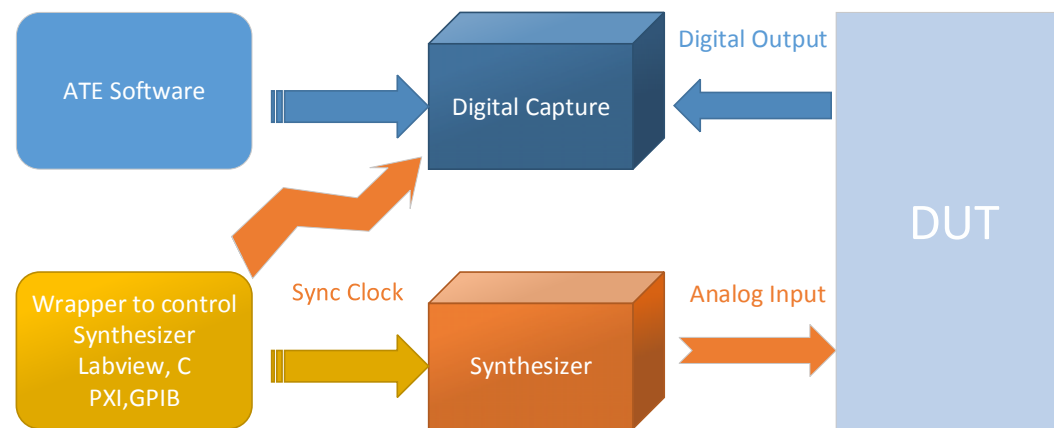 ATE Software
Digital Capture
Digital Output
DUT
Wrapper to control
Synthesizer
Labview, C
PXI,GPIB
Sync Clock
Synthesizer
Analog Input